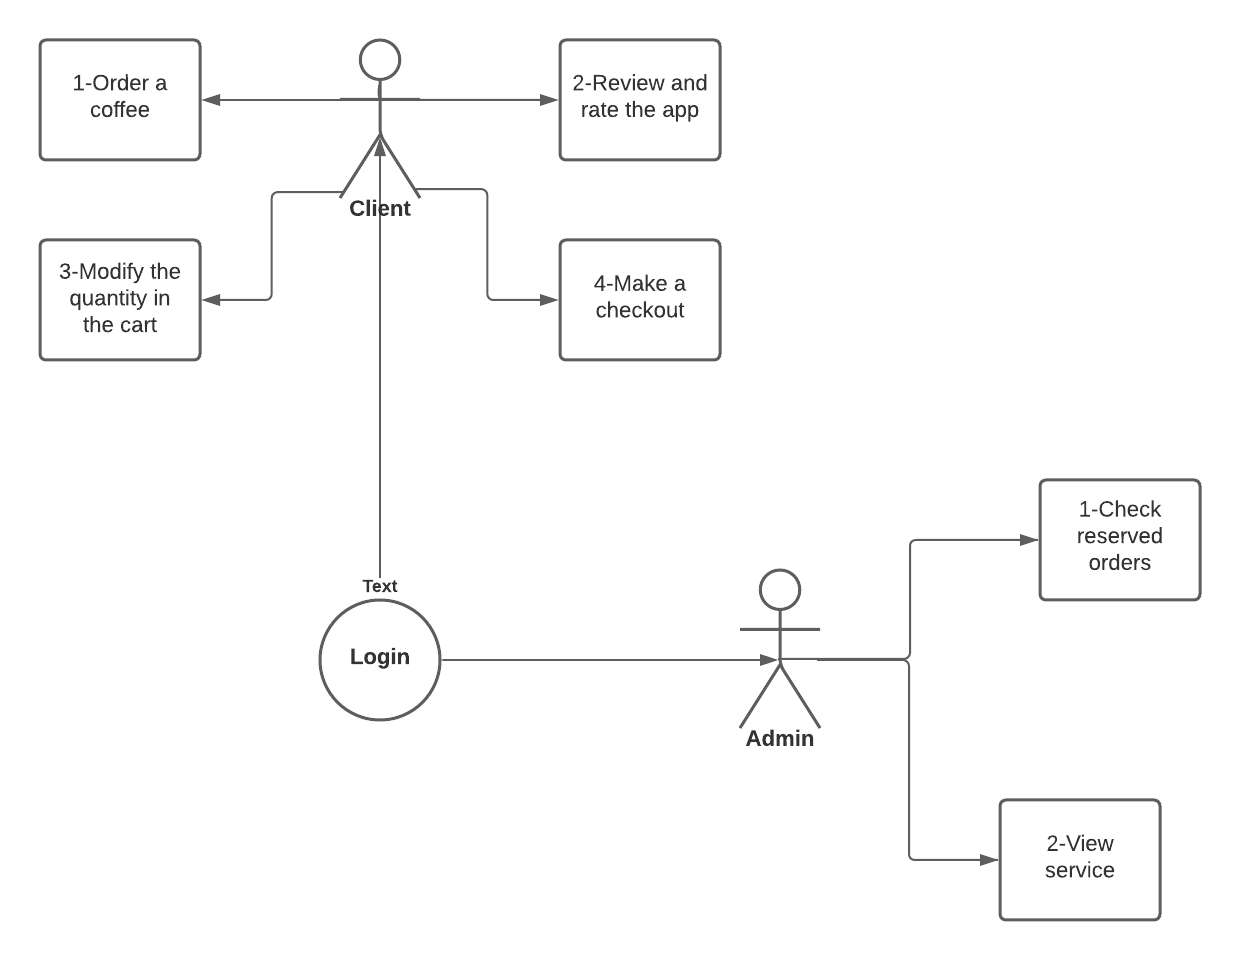 1-Order a
coffee
2-Review and
rate the app
Client
3-Modify the
quantity in
the cart
4-Make a
checkout
1-Check
reserved
orders
Text
Login
Admin
2-View
service